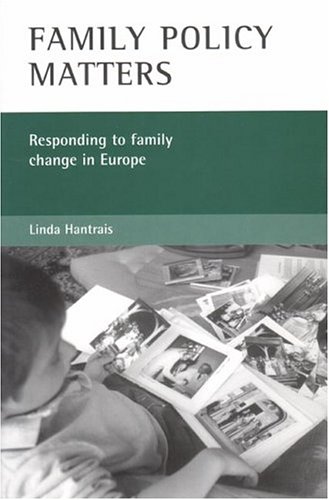 FAMILY POLICY
MATTERS
Responding to family
change in Europe
Linda Hantrais